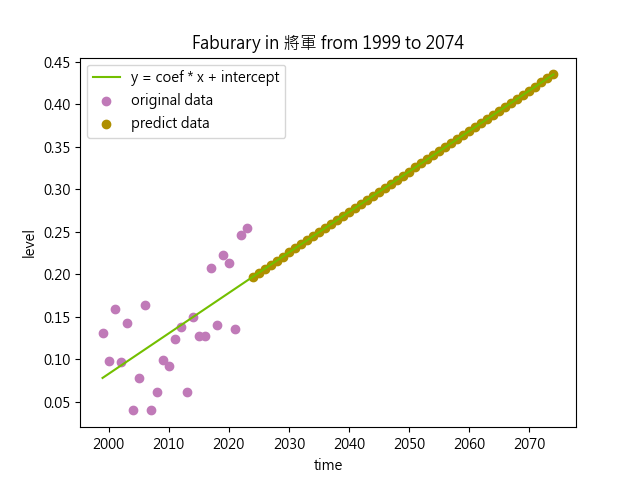 Faburary in 將軍 from 1999 to 2074
0.45
0.40
0.35
0.30
0.25
0.20
0.15
0.10
0.05
level
y = coef * x + intercept
original data
predict data
2000 2010 2020 2030 2040 2050 2060 2070
time